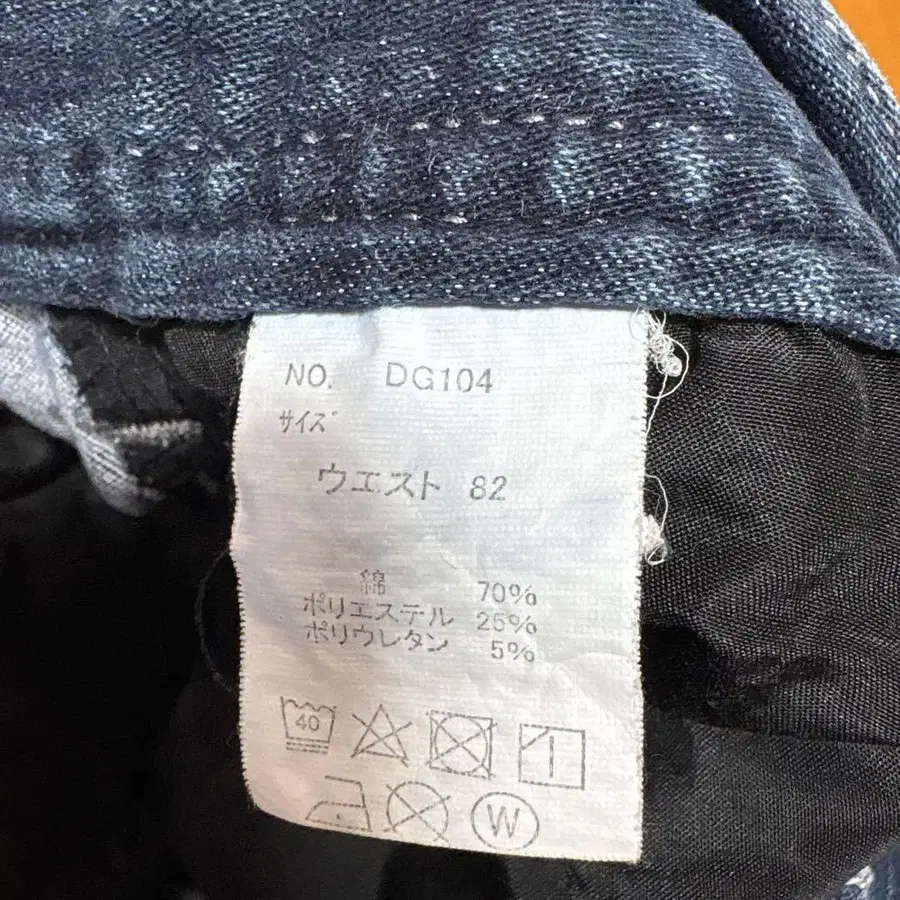 NO. DG104
サイズ
ウエスト 82
綿 70%
ポリエステル 25%
ポリウレタン 5%
40
W